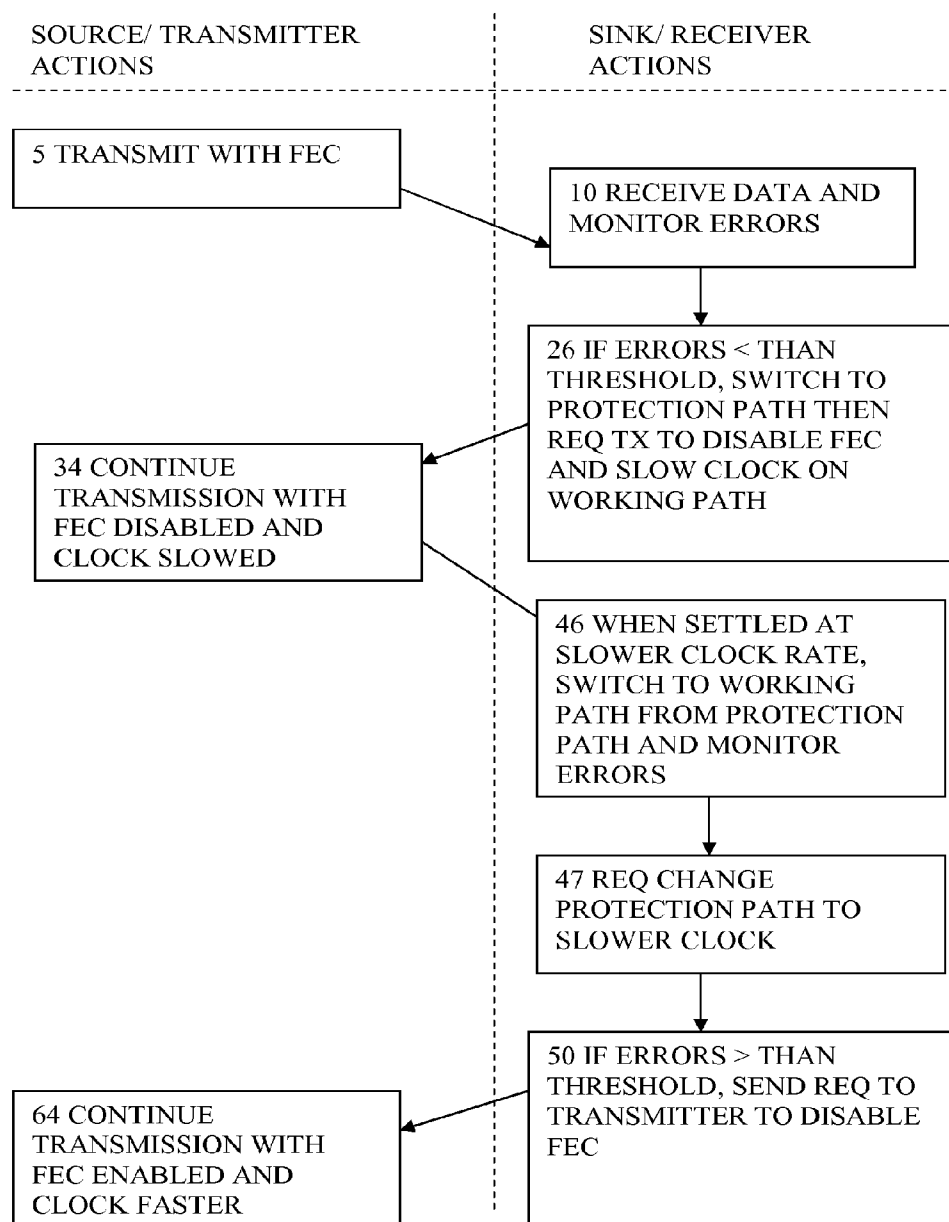 SOURCE/ TRANSMITTER
ACTIONS
SINK/ RECEIVER
ACTIONS
5 TRANSMIT WITH FEC
10 RECEIVE DATA AND
MONITOR ERRORS
26 IF ERRORS < THAN
THRESHOLD, SWITCH TO
PROTECTION PATH THEN
REQ TX TO DISABLE FEC
AND SLOW CLOCK ON
WORKING PATH
34 CONTINUE
TRANSMISSION WITH
FEC DISABLED AND
CLOCK SLOWED
46 WHEN SETTLED AT
SLOWER CLOCK RATE,
SWITCH TO WORKING
PATH FROM PROTECTION
PATH AND MONITOR
ERRORS
47 REQ CHANGE
PROTECTION PATH TO
SLOWER CLOCK
50 IF ERRORS > THAN
THRESHOLD, SEND REQ TO
TRANSMITTER TO DISABLE
FEC
64 CONTINUE
TRANSMISSION WITH
FEC ENABLED AND
CLOCK FASTER